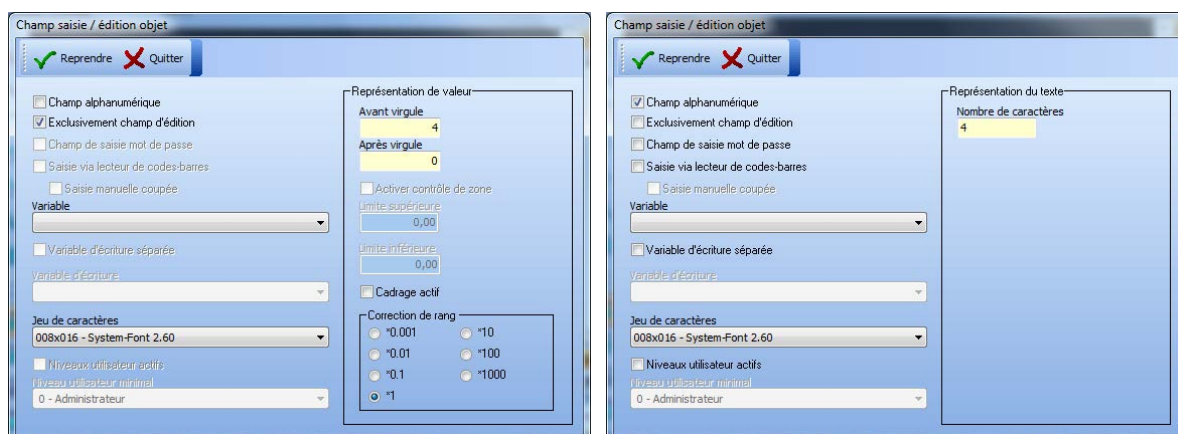 Champ saisie / édition objet
Reprendre Quitter
Champ alphanumérique
Exclusivement champ d'édition
Champ de saisie mot de passe
Saisie via lecteur de codes-barres
Saisie manuelle coupée
Variable
Variable d'écriture séparée
Variable d'écriture
Jeu de caractères
008x016 - System-Font 2.60
Niveaux utilisateur actifs
Niveau utilisateur minimal
0 - Administrateur
Représentation de valeur
Avant virgule
4
Après virgule
0
Activer contrôle de zone
Limite supérieure
0,00
Limite inférieure
0,00
Cadrage actif
Correction de rang
*0.001 *10
*0.01 *100
*0.1 *1000
*1
Champ saisie / édition objet
Reprendre Quitter
Champ alphanumérique
Exclusivement champ d'édition
Champ de saisie mot de passe
Saisie via lecteur de codes-barres
Saisie manuelle coupée
Variable
Variable d'écriture séparée
Variable d'écriture
Jeu de caractères
008x016 - System-Font 2.60
Niveaux utilisateur actifs
Niveau utilisateur minimal
0 - Administrateur
Représentation du texte
Nombre de caractères
4